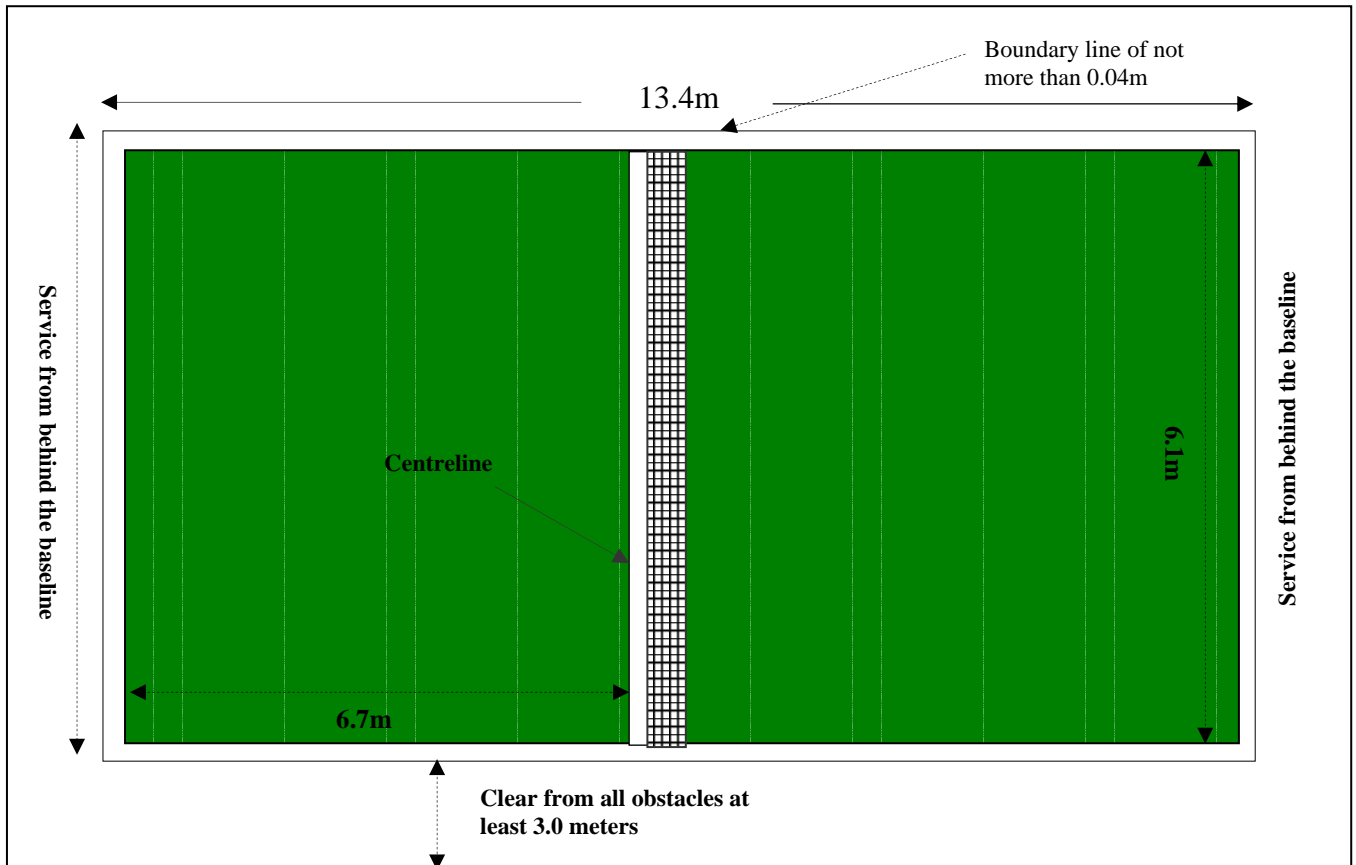 Boundary line of not
more than 0.04m
13.4m
Service from behind the baseline
Service from behind the baseline
6.1m
Centreline
6.7m
Clear from all obstacles at
least 3.0 meters